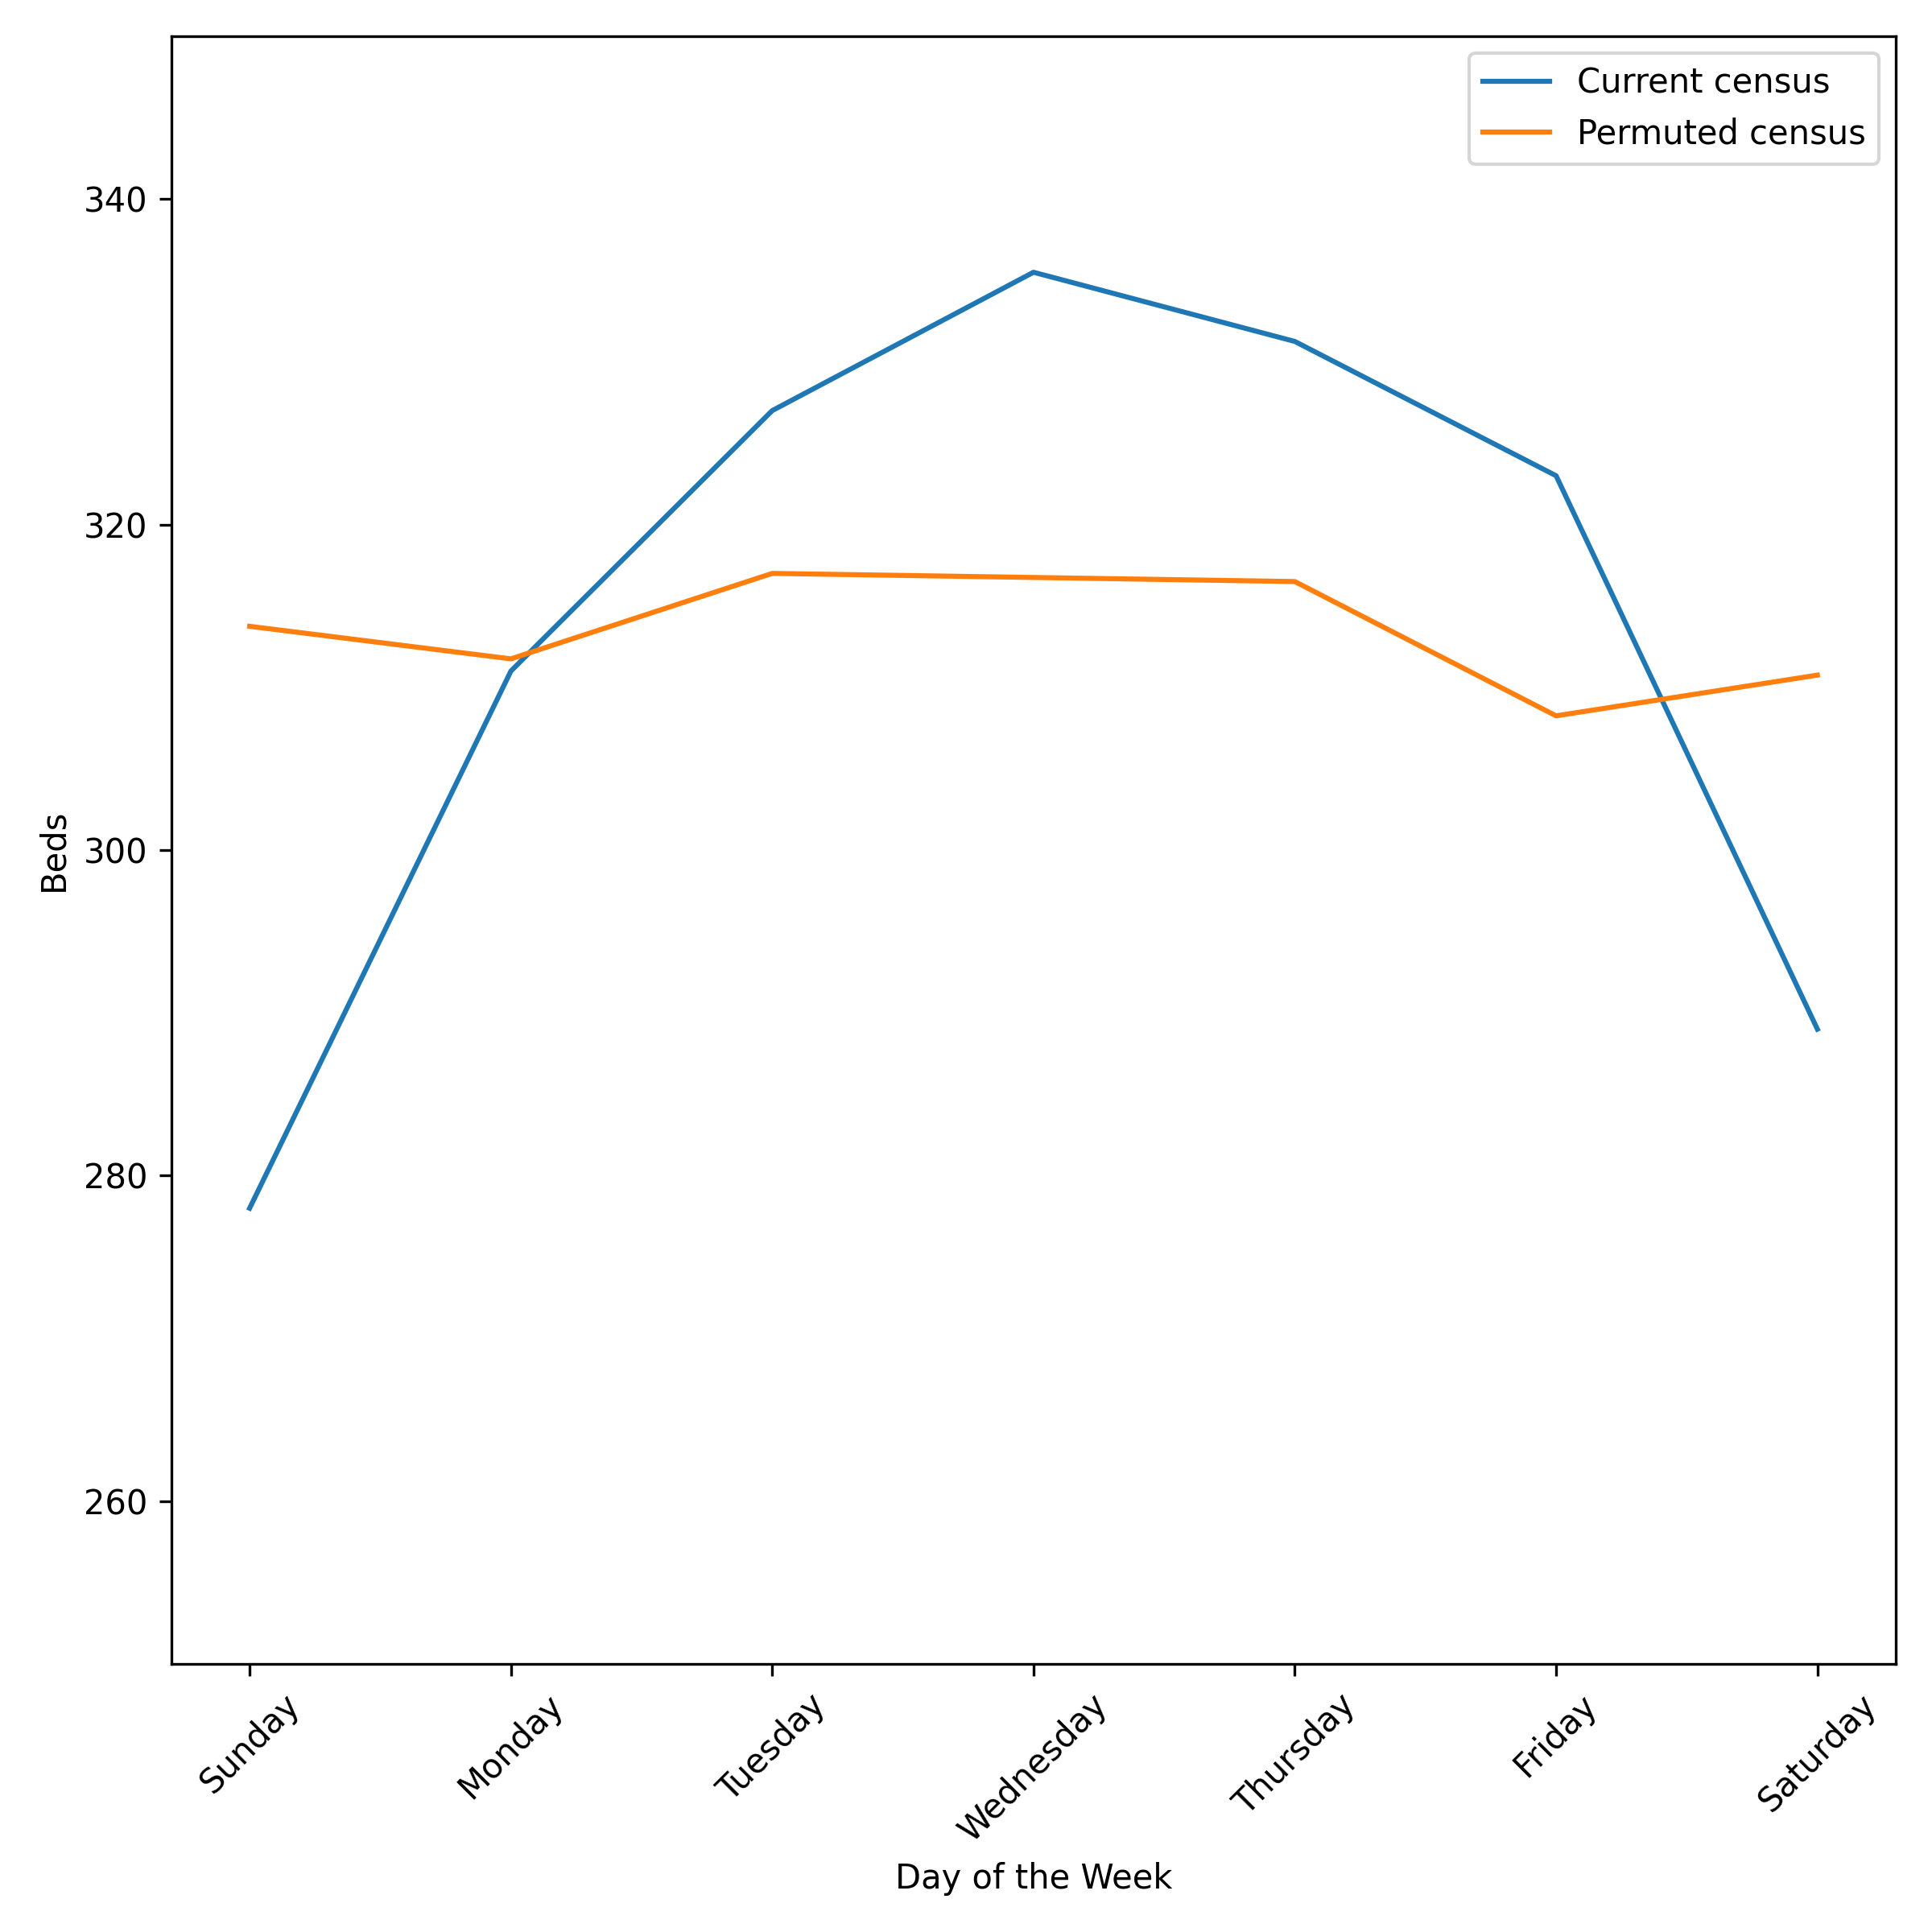 Current census
Permuted census
340
320
300
280
260
Beds
Sunday
Monday
Tuesday
Wednesday
Thursday
Friday
Saturday
Day of the Week